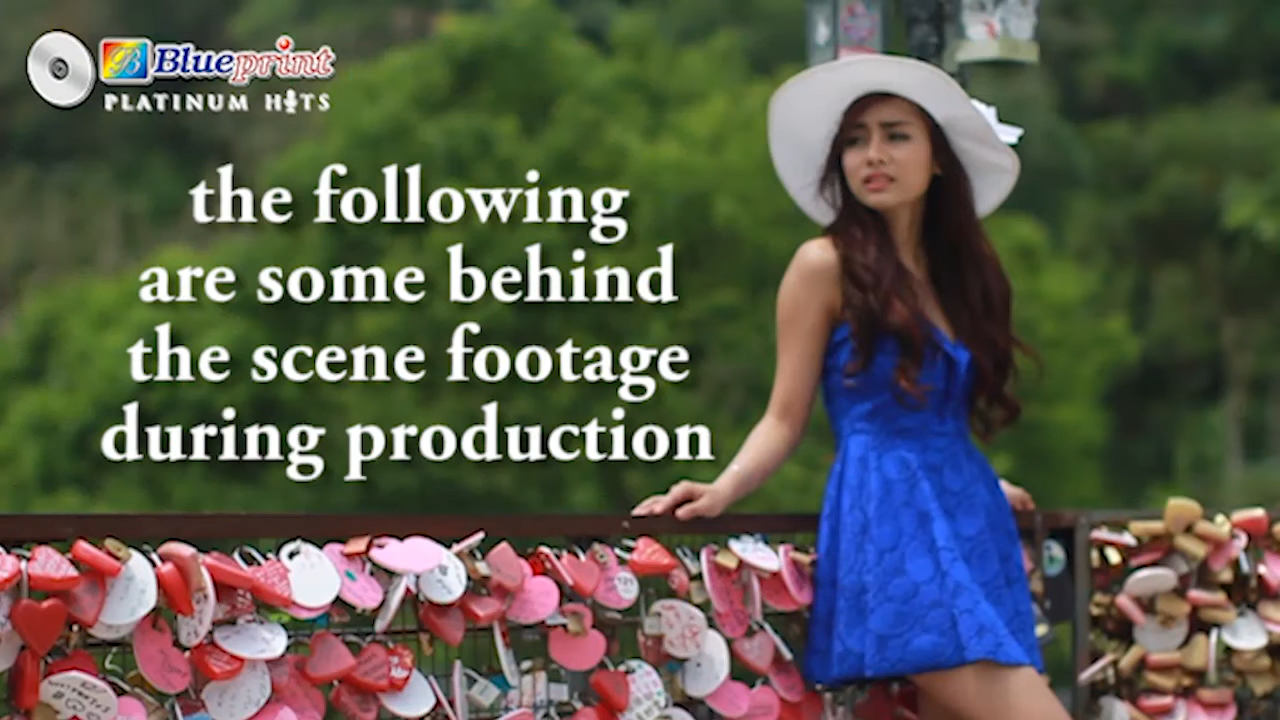 Blueprint
PLATINUM HITS
the following
are some behind
the scene footage
during production